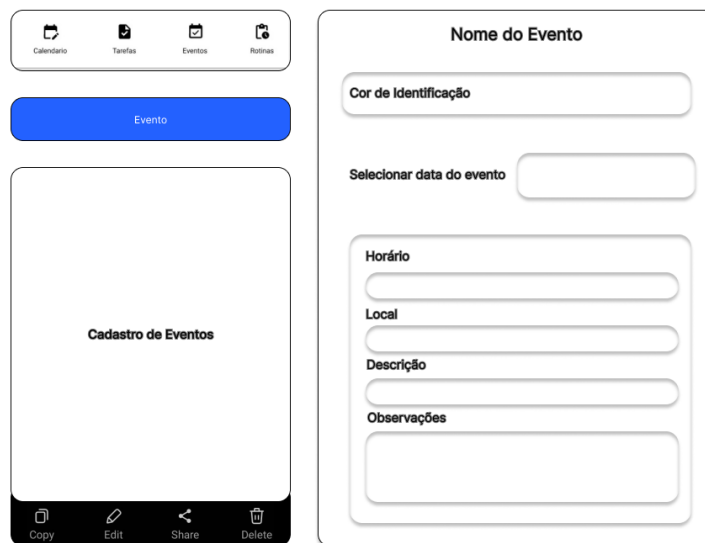 Calendario Tarefas Eventos Rotinas
Evento
Cadastro de Eventos
Copy Edit Share Delete
Nome do Evento
Cor de Identificação
Selecionar data do evento
Horário
Local
Descrição
Observações